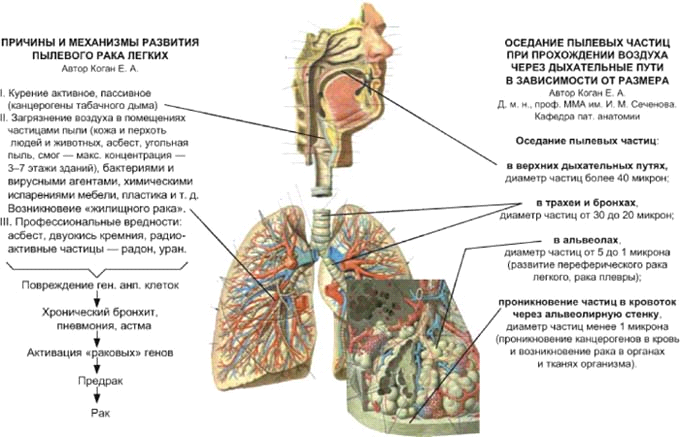 ПРИЧИНЫ И МЕХАНИЗМЫ РАЗВИТИЯ
ПЫЛЕВОГО РАКА ЛЕГКИХ
Автор Коган Е. А.
I. Курение активное, пассивное
(канцерогены табачного дыма)
II. Загрязнение воздуха в помещениях
частицами пыли (кожа и перхоть
людей и животных, асбест, угольная
пыль, смог — макс. концентрация —
3–7 этажи зданий), бактериями и
вирусными агентами, химическими
испарениями мебели, пластика и т. д.
Возникновеие «жилищного рака».
III. Профессиональные вредности:
асбест, двуокись кремния, радио-
активные частицы — радон, уран.
Повреждение ген. апп. клеток
Хронический бронхит,
пневмония, астма
Активация «раковых» генов
Предрак
Рак
ОСЕДАНИЕ ПЫЛЕВЫХ ЧАСТИЦ
ПРИ ПРОХОЖДЕНИИ ВОЗДУХА
ЧЕРЕЗ ДЫХАТЕЛЬНЫЕ ПУТИ
В ЗАВИСИМОСТИ ОТ РАЗМЕРА
Автор Коган Е. А.
Д. м. н., проф. ММА им. И. М. Сеченова.
Кафедра пат. анатомии
Оседание пылевых частиц:
в верхних дыхательных путях,
диаметр частиц более 40 микрон;
в трахеи и бронхах,
диаметр частиц от 30 до 20 микрон;
в альвеолах,
диаметр частиц от 5 до 1 микрона
(развитие переферического рака
легкого, рака плевры);
проникновение частиц в кровоток
через альвеолирную стенку,
диаметр частиц менее 1 микрона
(проникновение канцерогенов в кровь
и возникновение рака в органах
и тканях организма).